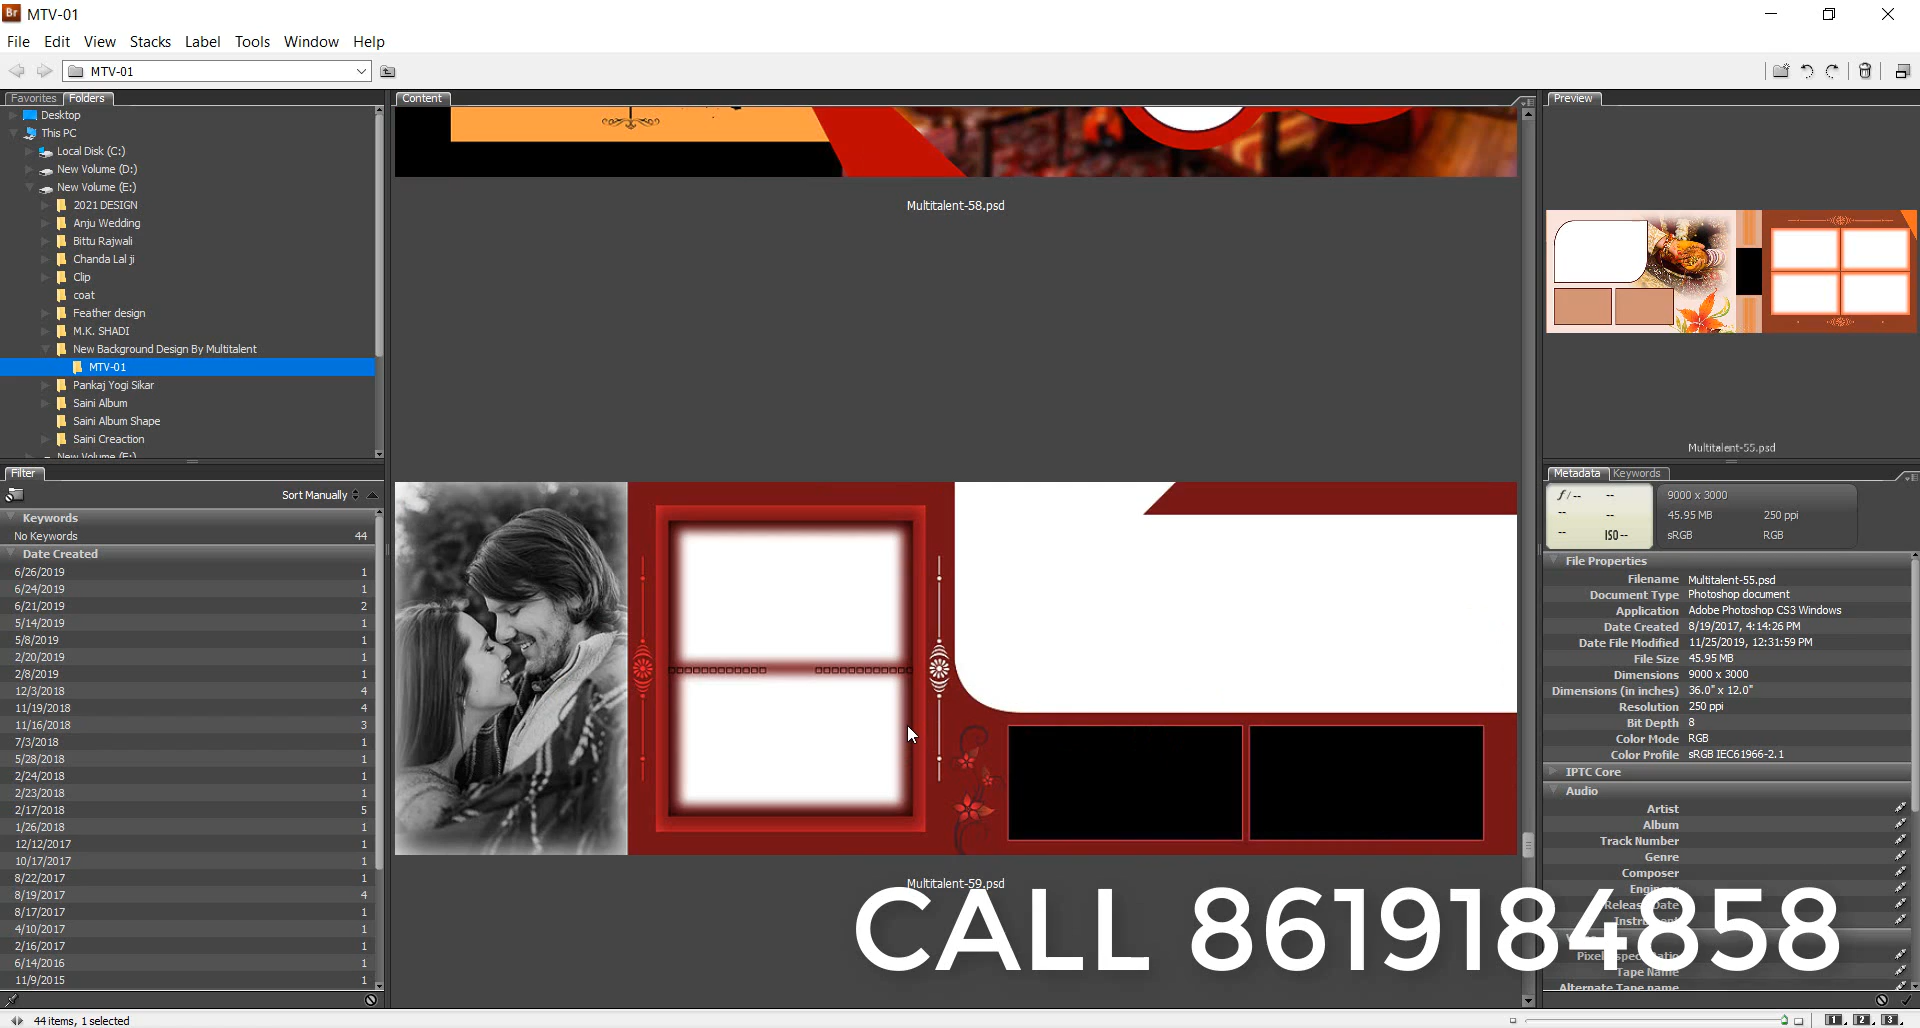 Br MTV-01
File Edit View Stacks Label Tools Window Help
MTV-01
Favorites Folders
Desktop
This PC
Local Disk (C:)
New Volume (D:)
New Volume (E:)
2021 DESIGN
Anju Wedding
Bittu Rajwali
Chanda Lal ji
Clip
coat
Feather design
M.K. SHADI
New Background Design By Multitalent
MTV-01
Pankaj Yogi Sikar
Saini Album
Saini Album Shape
Saini Creaction
New Volume (F:)
Filter
Sort Manually
Keywords
No Keywords 44
Date Created
6/26/2019 1
6/24/2019 1
6/21/2019 2
5/14/2019 1
5/8/2019 1
2/20/2019 1
2/8/2019 1
12/3/2018 4
11/19/2018 4
11/16/2018 3
7/3/2018 1
5/28/2018 1
2/24/2018 1
2/23/2018 1
2/17/2018 5
1/26/2018 1
12/12/2017 1
10/17/2017 1
8/22/2017 1
8/19/2017 4
8/17/2017 1
4/10/2017 1
2/16/2017 1
6/14/2016 1
11/9/2015 1
44 items, 1 selected
Content
Multitalent-58.psd
Multitalent-59.psd
CALL 8619184858
Preview
Multitalent-55.psd
Metadata Keywords
f/-- --
-- --
-- ISO--
9000 x 3000
45.95 MB 250 ppi
sRGB RGB
File Properties
Filename Multitalent-55.psd
Document Type Photoshop document
Application Adobe Photoshop CS3 Windows
Date Created 8/19/2017, 4:14:26 PM
Date File Modified 11/25/2019, 12:31:59 PM
File Size 45.95 MB
Dimensions 9000 x 3000
Dimensions (in inches) 36.0" x 12.0"
Resolution 250 ppi
Bit Depth 8
Color Mode RGB
Color Profile sRGB IEC61966-2.1
IPTC Core
Audio
Artist
Album
Track Number
Genre
Composer
Release Date
Tape Name
Alternate Tape name
1 2 3